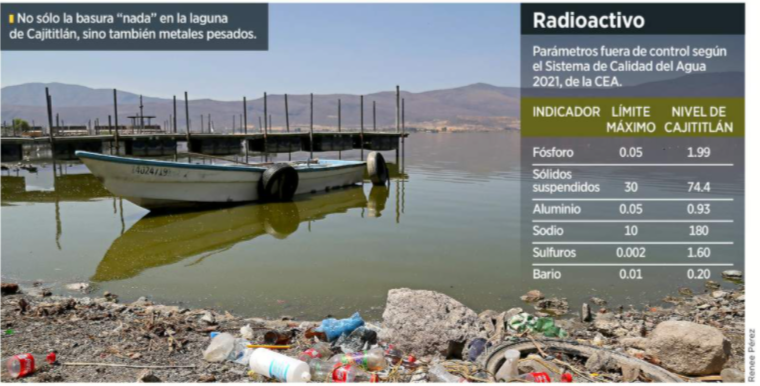 No sólo la basura “nada” en la laguna
de Cajititlán, sino también metales pesados.
Radioactivo
Parámetros fuera de control según
el Sistema de Calidad del Agua
2021, de la CEA.
INDICADOR LÍMITE MÁXIMO NIVEL DE CAJITITLÁN
Fósforo 0.05 1.99
Sólidos
suspendidos 30 74.4
Aluminio 0.05 0.93
Sodio 10 180
Sulfuros 0.002 1.60
Bario 0.01 0.20
Renee Pérez